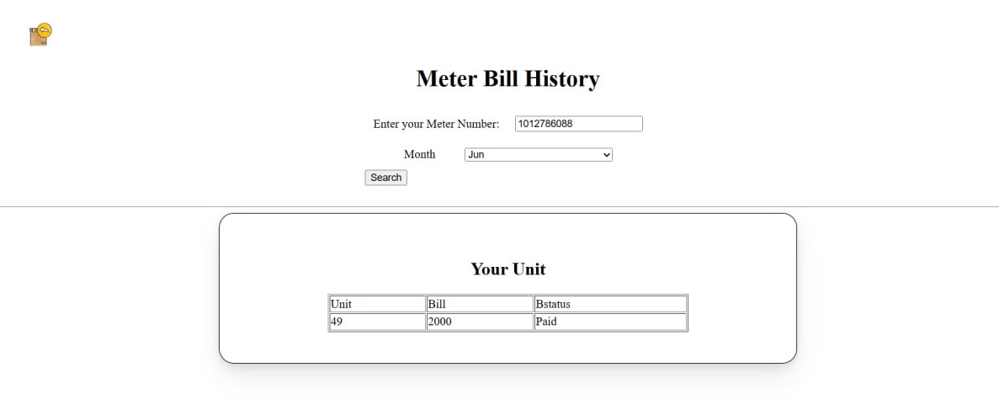 Meter Bill History
Enter your Meter Number: 1012786088
Month Jun
Search
Your Unit
Unit Bill Bstatus
49 2000 Paid